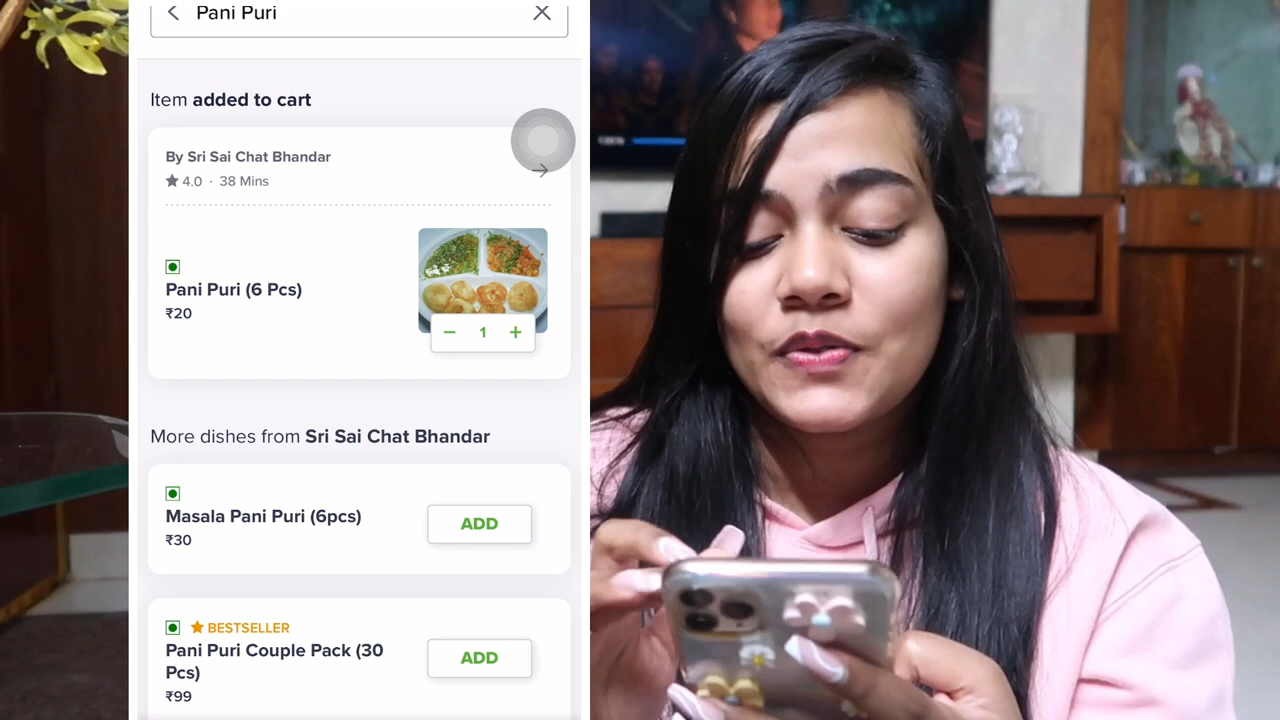 Pani Puri
Item added to cart
By Sri Sai Chat Bhandar
4.0 · 38 Mins
Pani Puri (6 Pcs)
₹20
− 1 +
More dishes from Sri Sai Chat Bhandar
Masala Pani Puri (6pcs)
₹30
ADD
BESTSELLER
Pani Puri Couple Pack (30
Pcs)
₹99
ADD